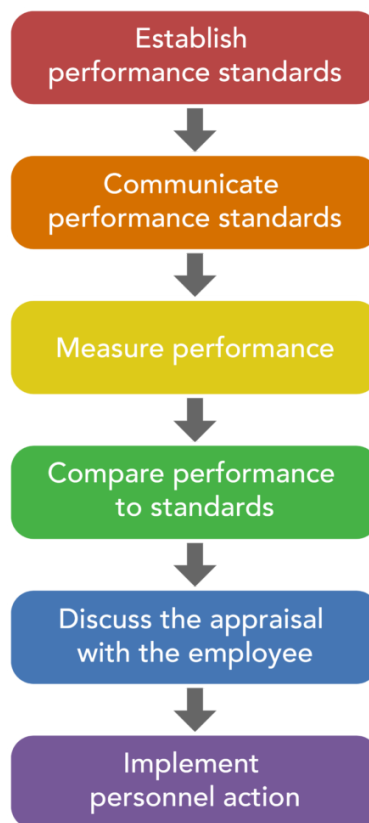 Establish
performance standards
Communicate
performance standards
Measure performance
Compare performance
to standards
Discuss the appraisal
with the employee
Implement
personnel action